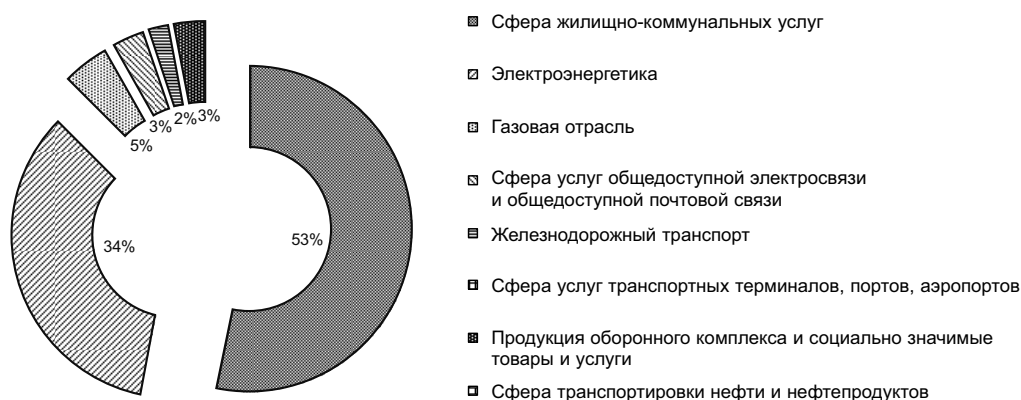 Сфера жилищно-коммунальных услуг
Электроэнергетика
Газовая отрасль
Сфера услуг общедоступной электросвязи
и общедоступной почтовой связи
Железнодорожный транспорт
Сфера услуг транспортных терминалов, портов, аэропортов
Продукция оборонного комплекса и социально значимые
товары и услуги
Сфера транспортировки нефти и нефтепродуктов
5%
3%
2%
3%
34%
53%